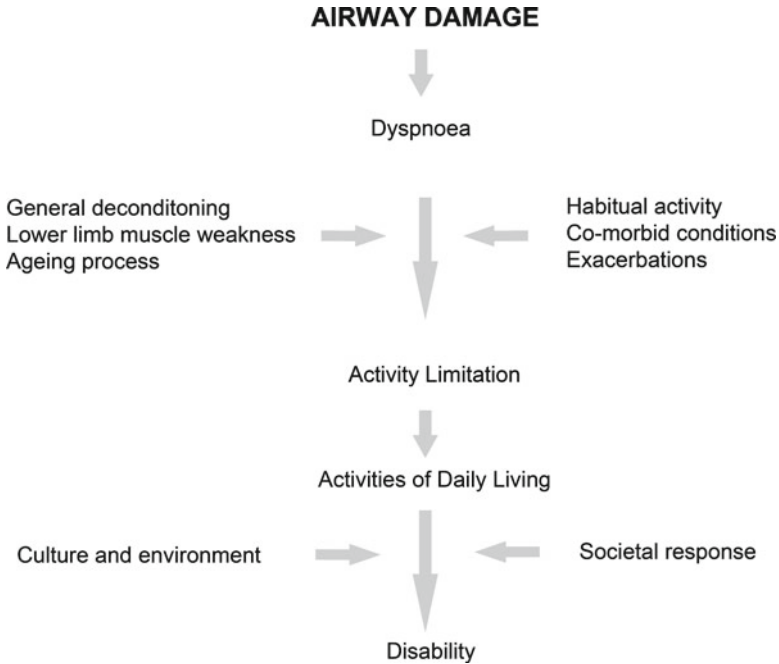 AIRWAY DAMAGE
Dyspnoea
General deconditoning
Lower limb muscle weakness
Ageing process
Habitual activity
Co-morbid conditions
Exacerbations
Activity Limitation
Activities of Daily Living
Culture and environment
Societal response
Disability